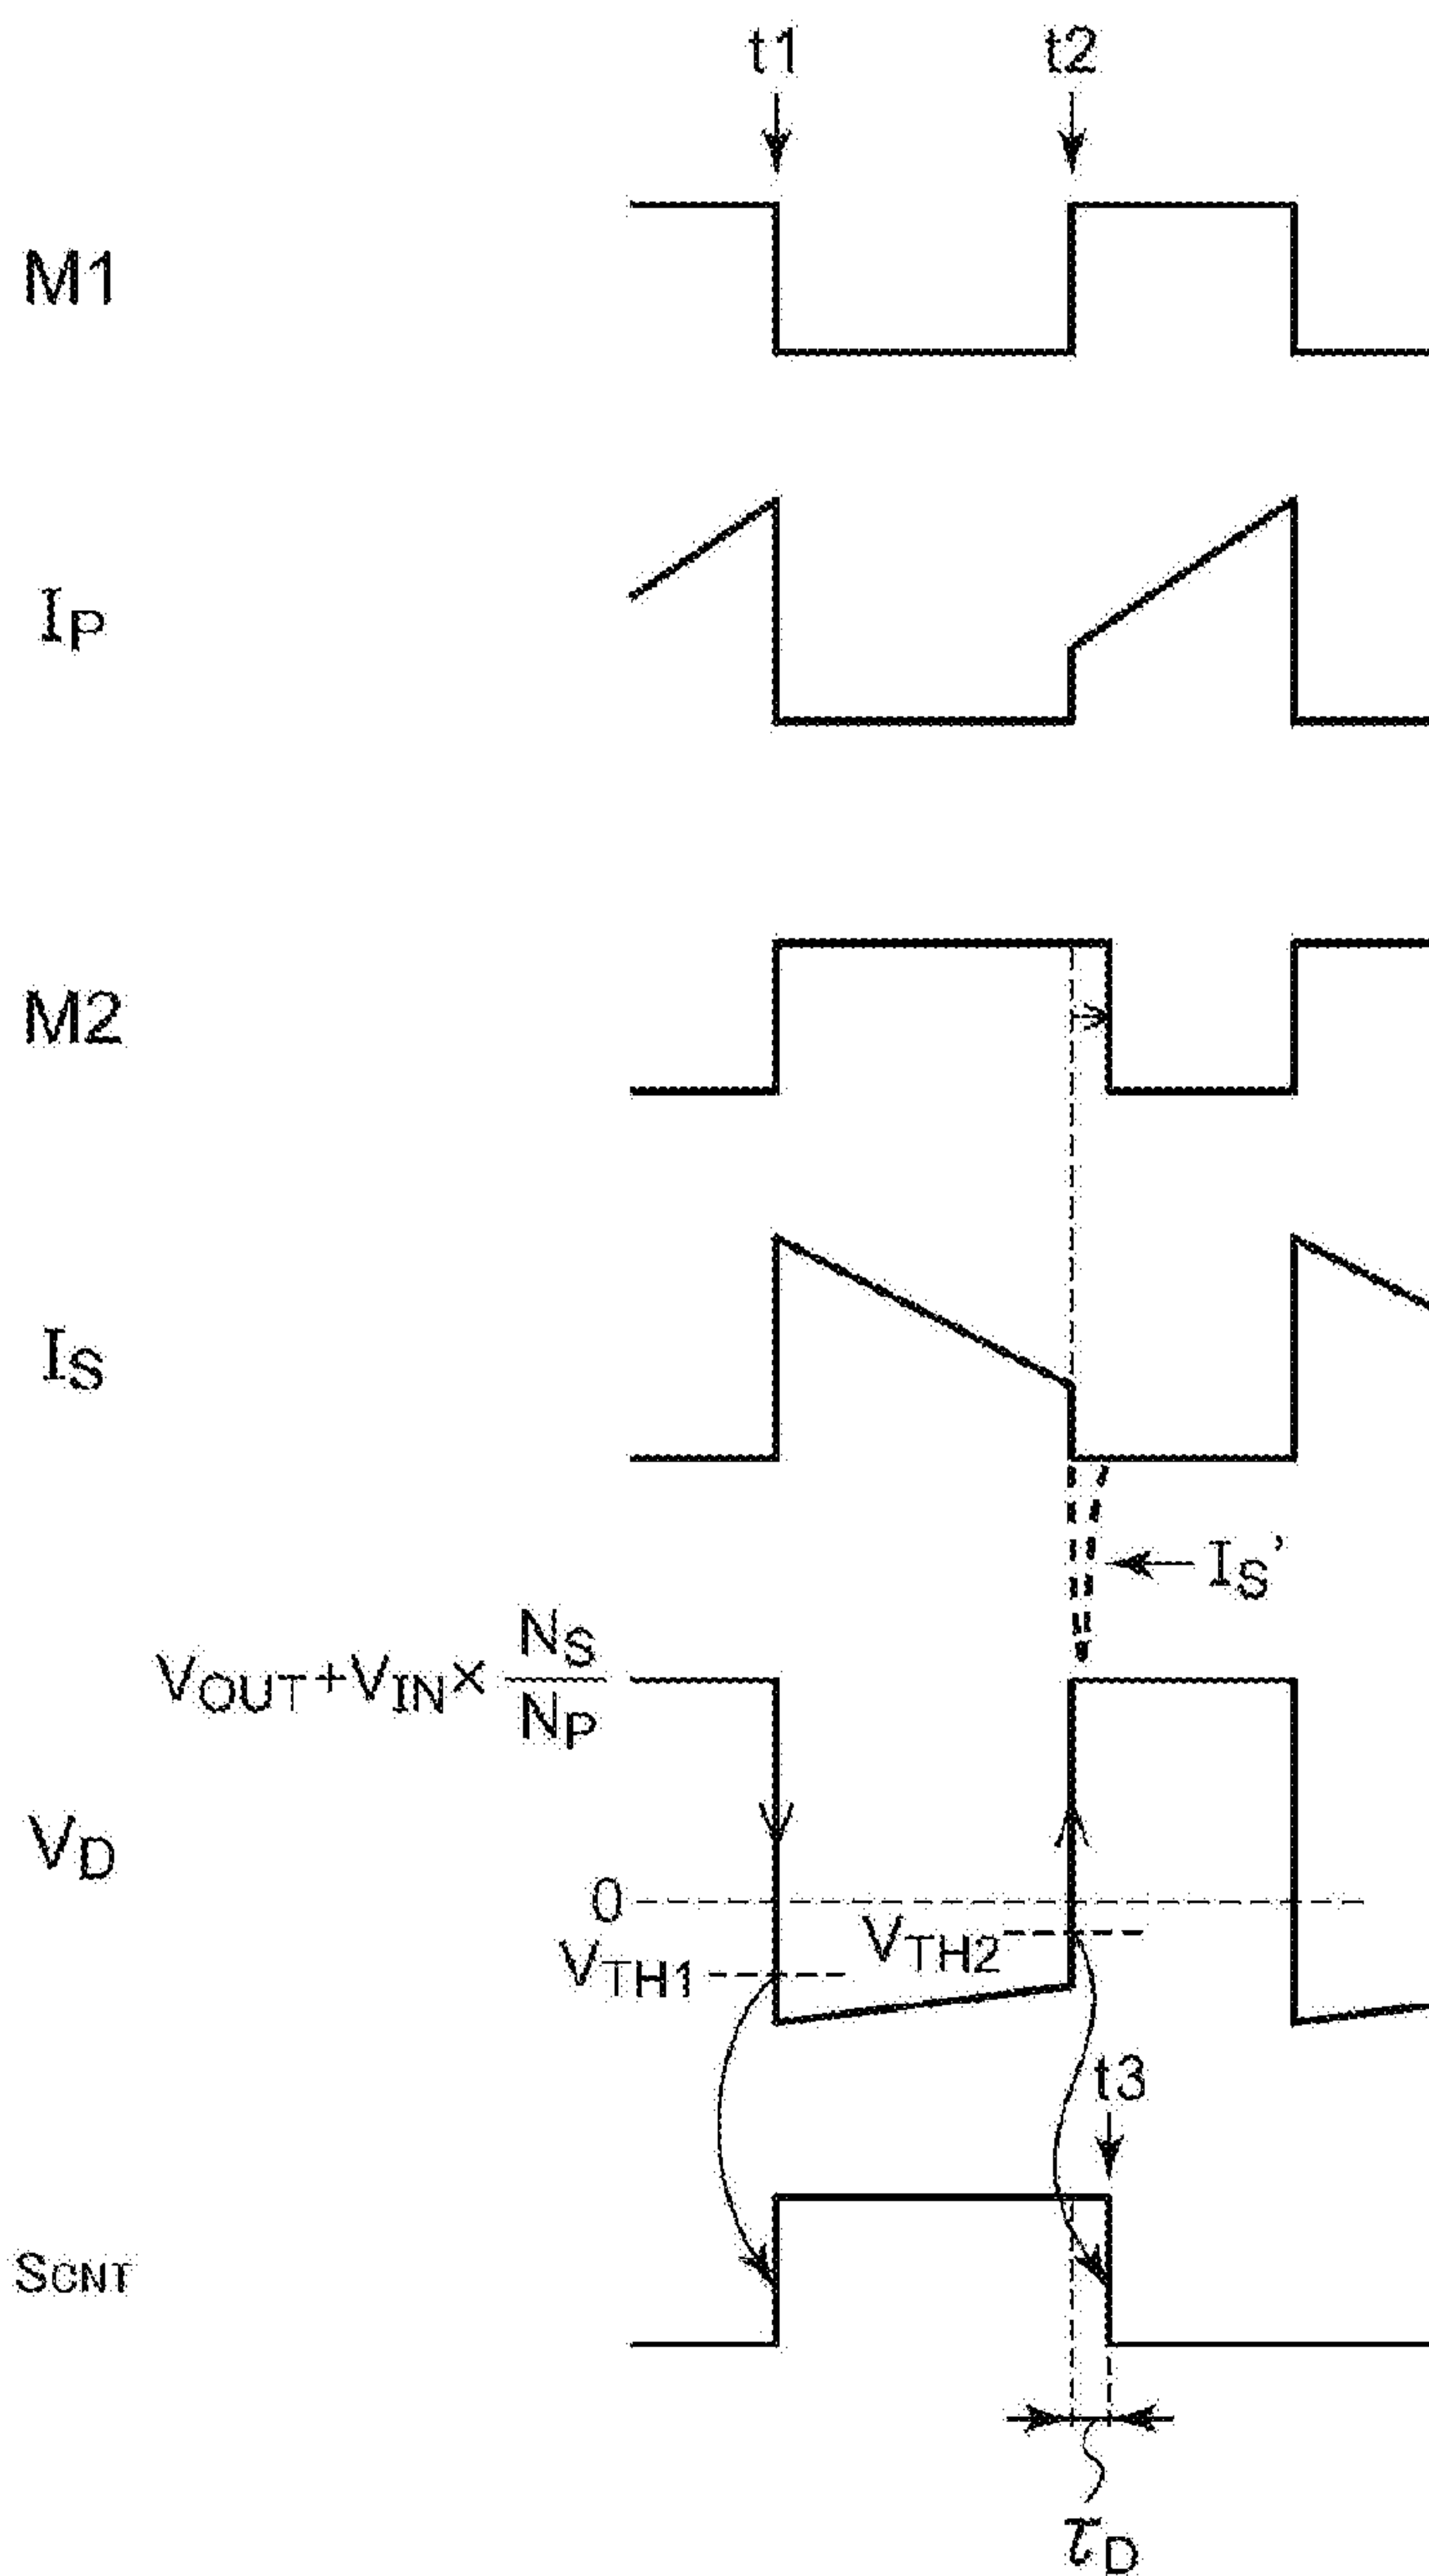 t1 t2
M1
IP
M2
IS
IS'
VOUT+VIN× NS
NP
VD
0
VTH2
VTH1
t3
SCNT
τD